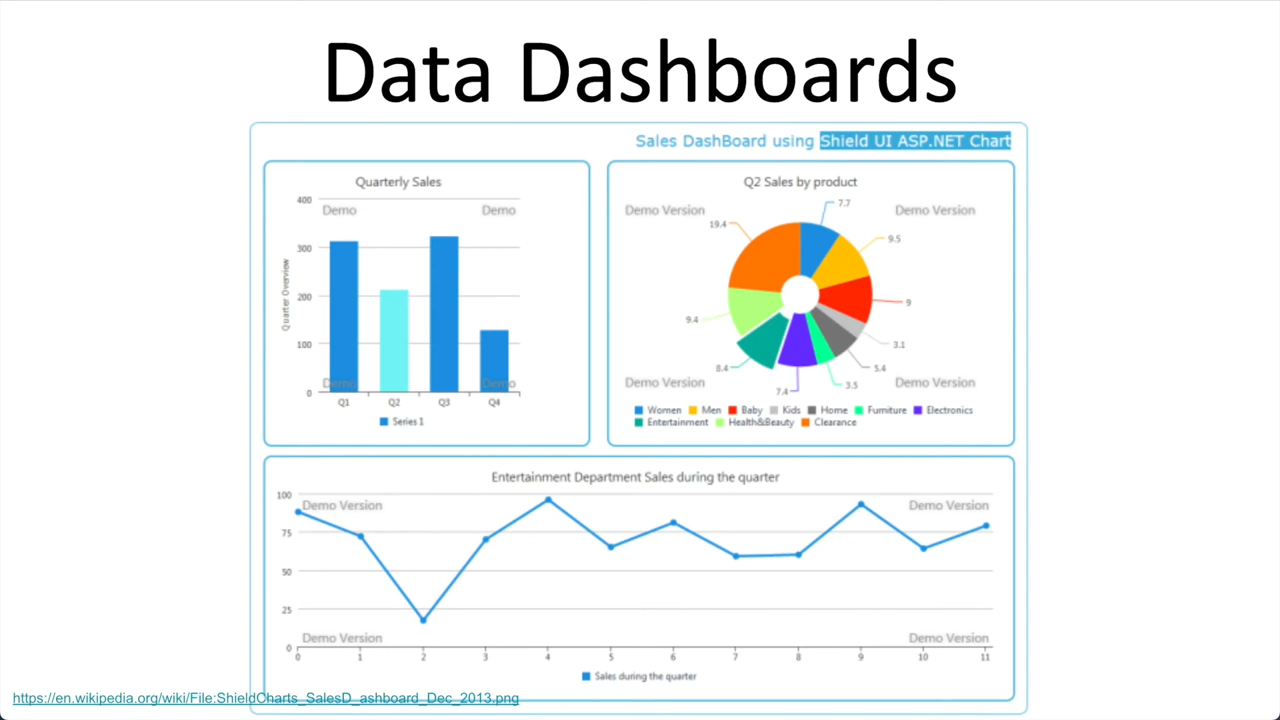 Data Dashboards
Sales DashBoard using Shield UI ASP.NET Chart
Quarterly Sales
400
Demo
Demo
300
200
100
0
Demo
Demo
Quarter Overview
Q1 Q2 Q3 Q4
Series 1
Q2 Sales by product
Demo Version
Demo Version
7.7
19.4
9.5
9
9.4
3.1
8.4
5.4
7.4
3.5
Demo Version
Demo Version
Women Men Baby Kids Home Furniture Electronics
Entertainment Health&Beauty Clearance
Entertainment Department Sales during the quarter
100
Demo Version
Demo Version
75
50
25
0
Demo Version
Demo Version
0 1 2 3 4 5 6 7 8 9 10 11
Sales during the quarter
https://en.wikipedia.org/wiki/File:ShieldCharts_SalesD_ashboard_Dec_2013.png